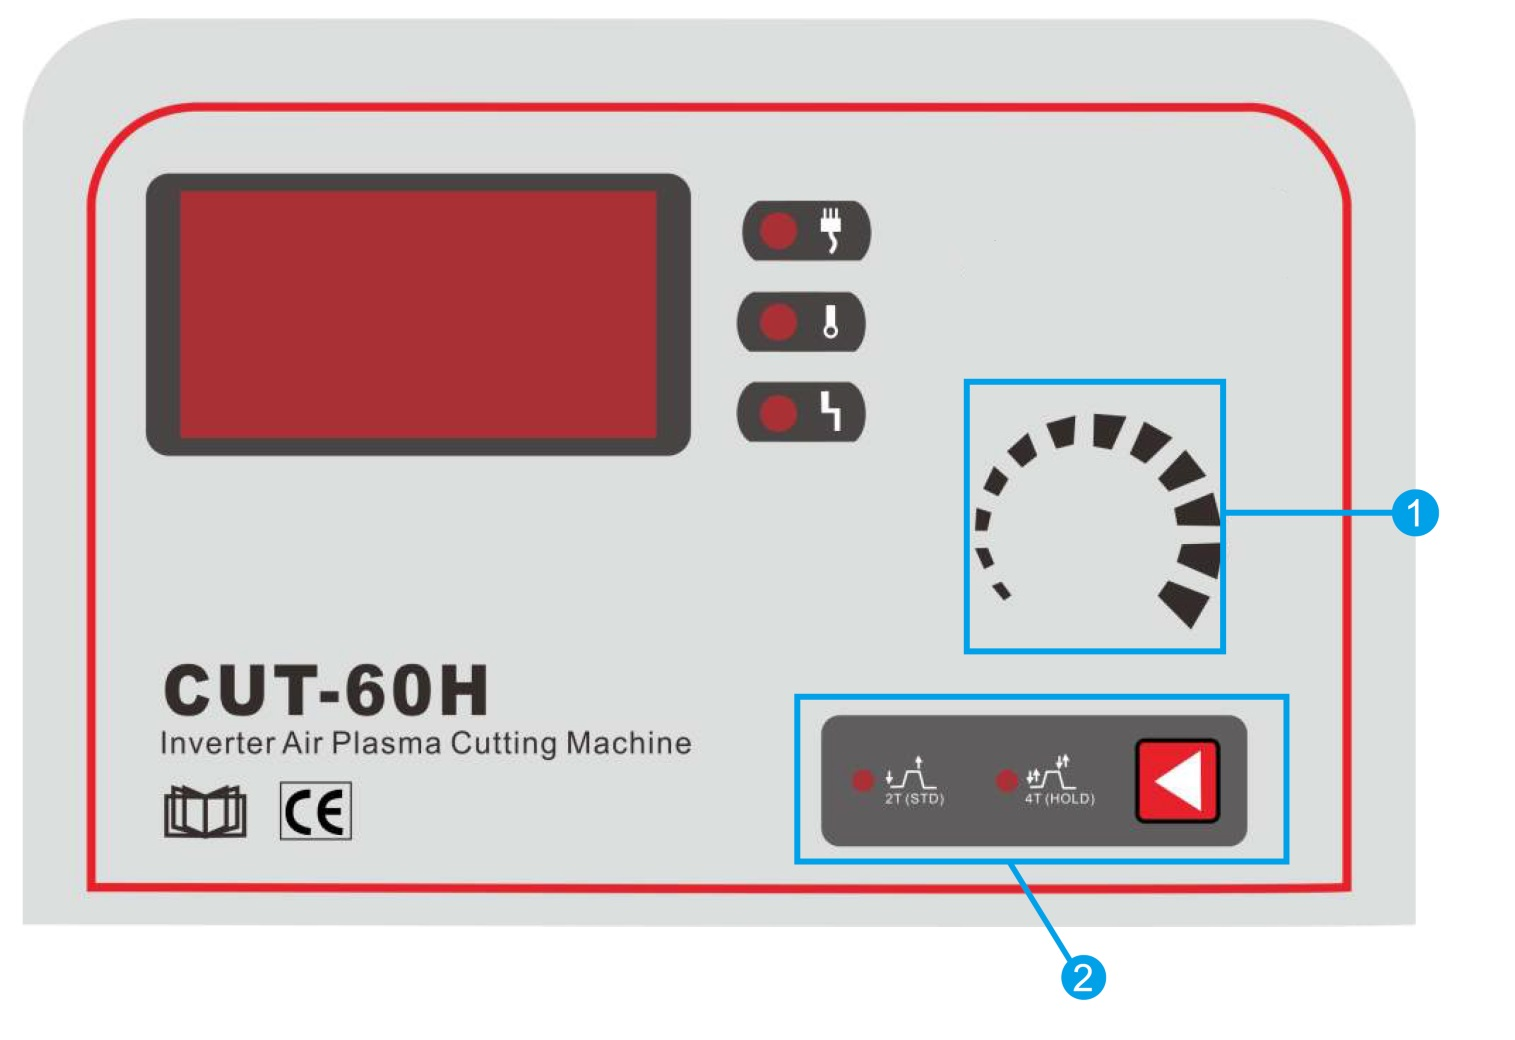 1
CUT-60H
Inverter Air Plasma Cutting Machine
CE
2T(STD)
4T(HOLD)
2